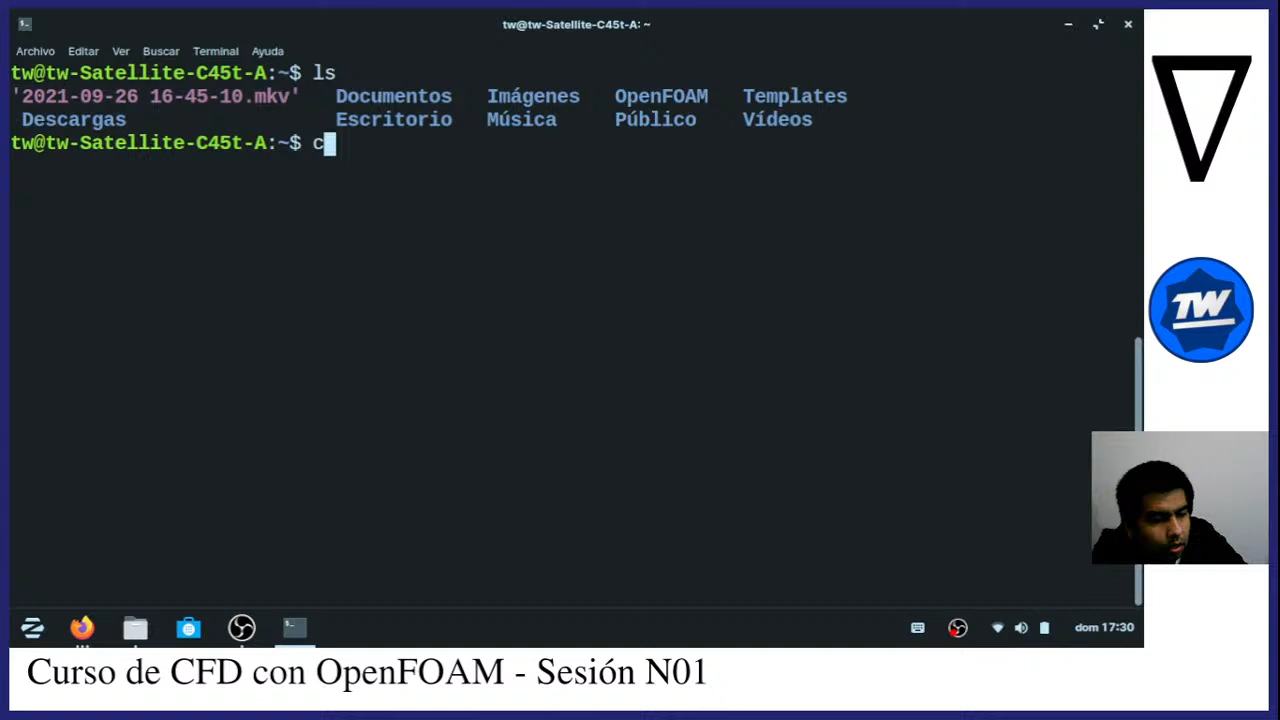 tw@tw-Satellite-C45t-A: ~
Archivo Editar Ver Buscar Terminal Ayuda
tw@tw-Satellite-C45t-A:~$ ls
'2021-09-26 16-45-10.mkv' Documentos Imágenes OpenFOAM Templates
Descargas Escritorio Música Público Vídeos
tw@tw-Satellite-C45t-A:~$ c
TW
dom 17:30
Curso de CFD con OpenFOAM - Sesión N01